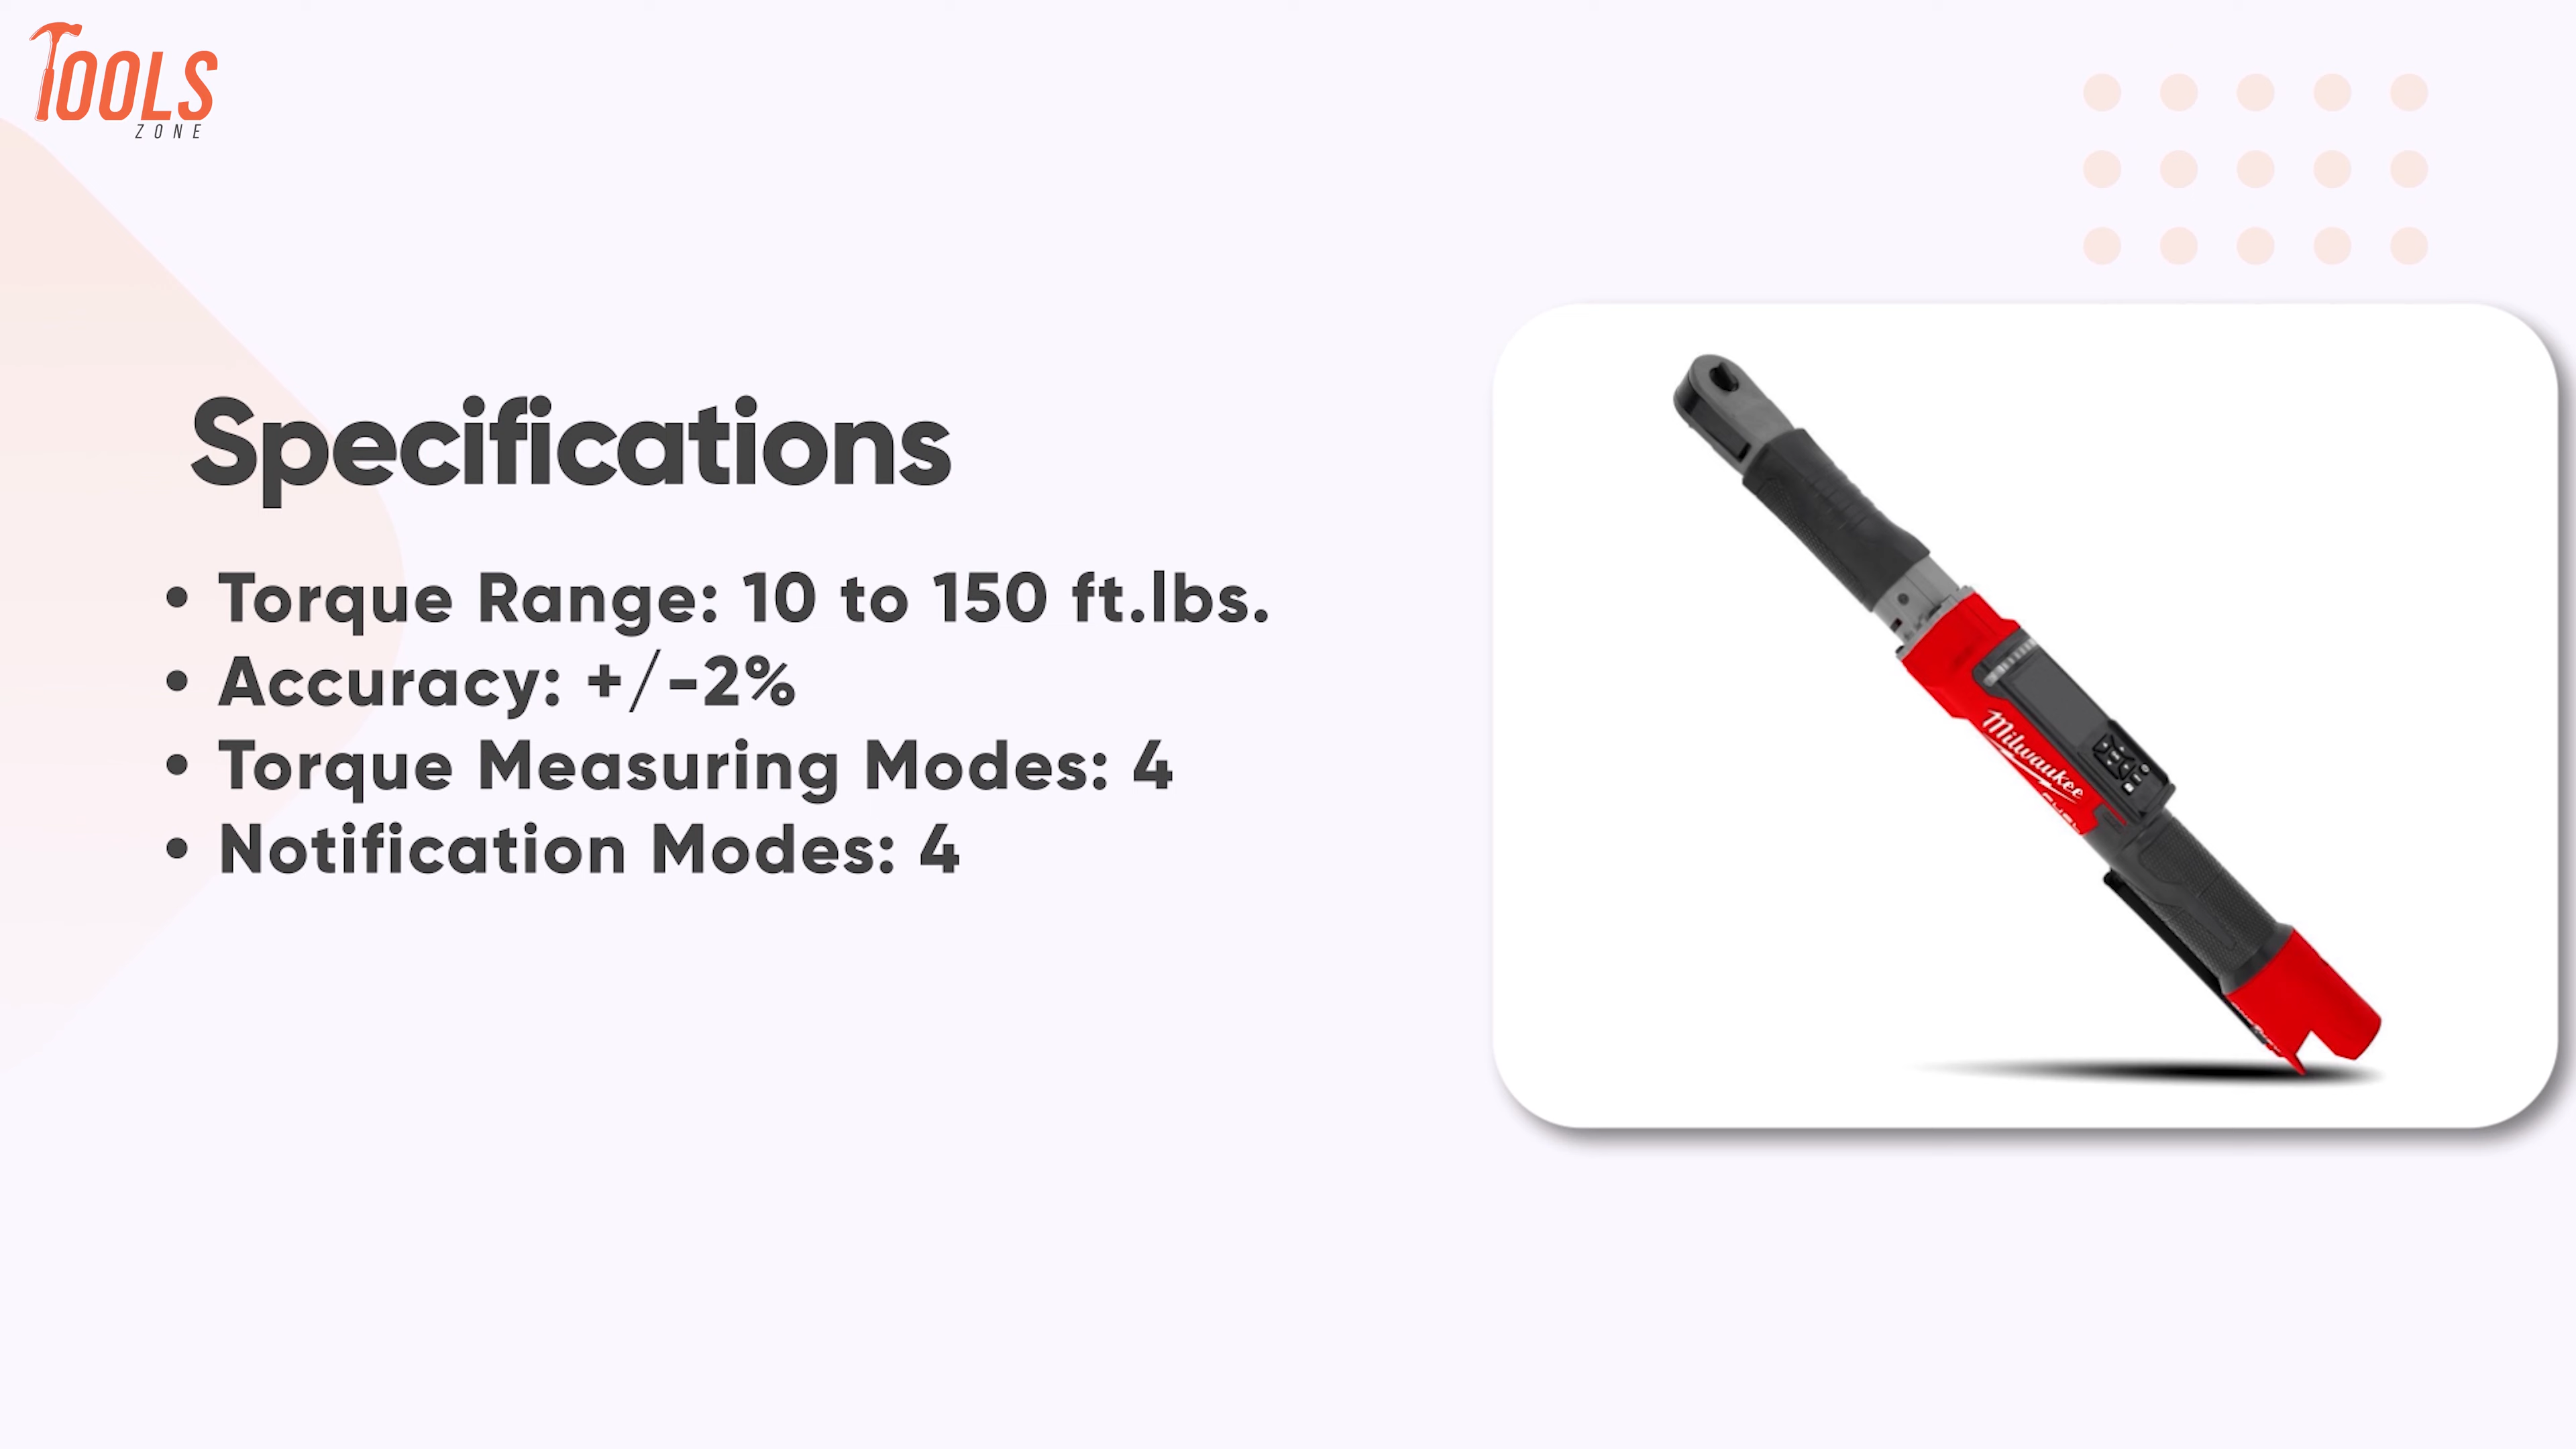 TOOLS
ZONE
Specifications
• Torque Range: 10 to 150 ft.lbs.
• Accuracy: +/-2%
• Torque Measuring Modes: 4
• Notification Modes: 4
Milwaukee
FUEL